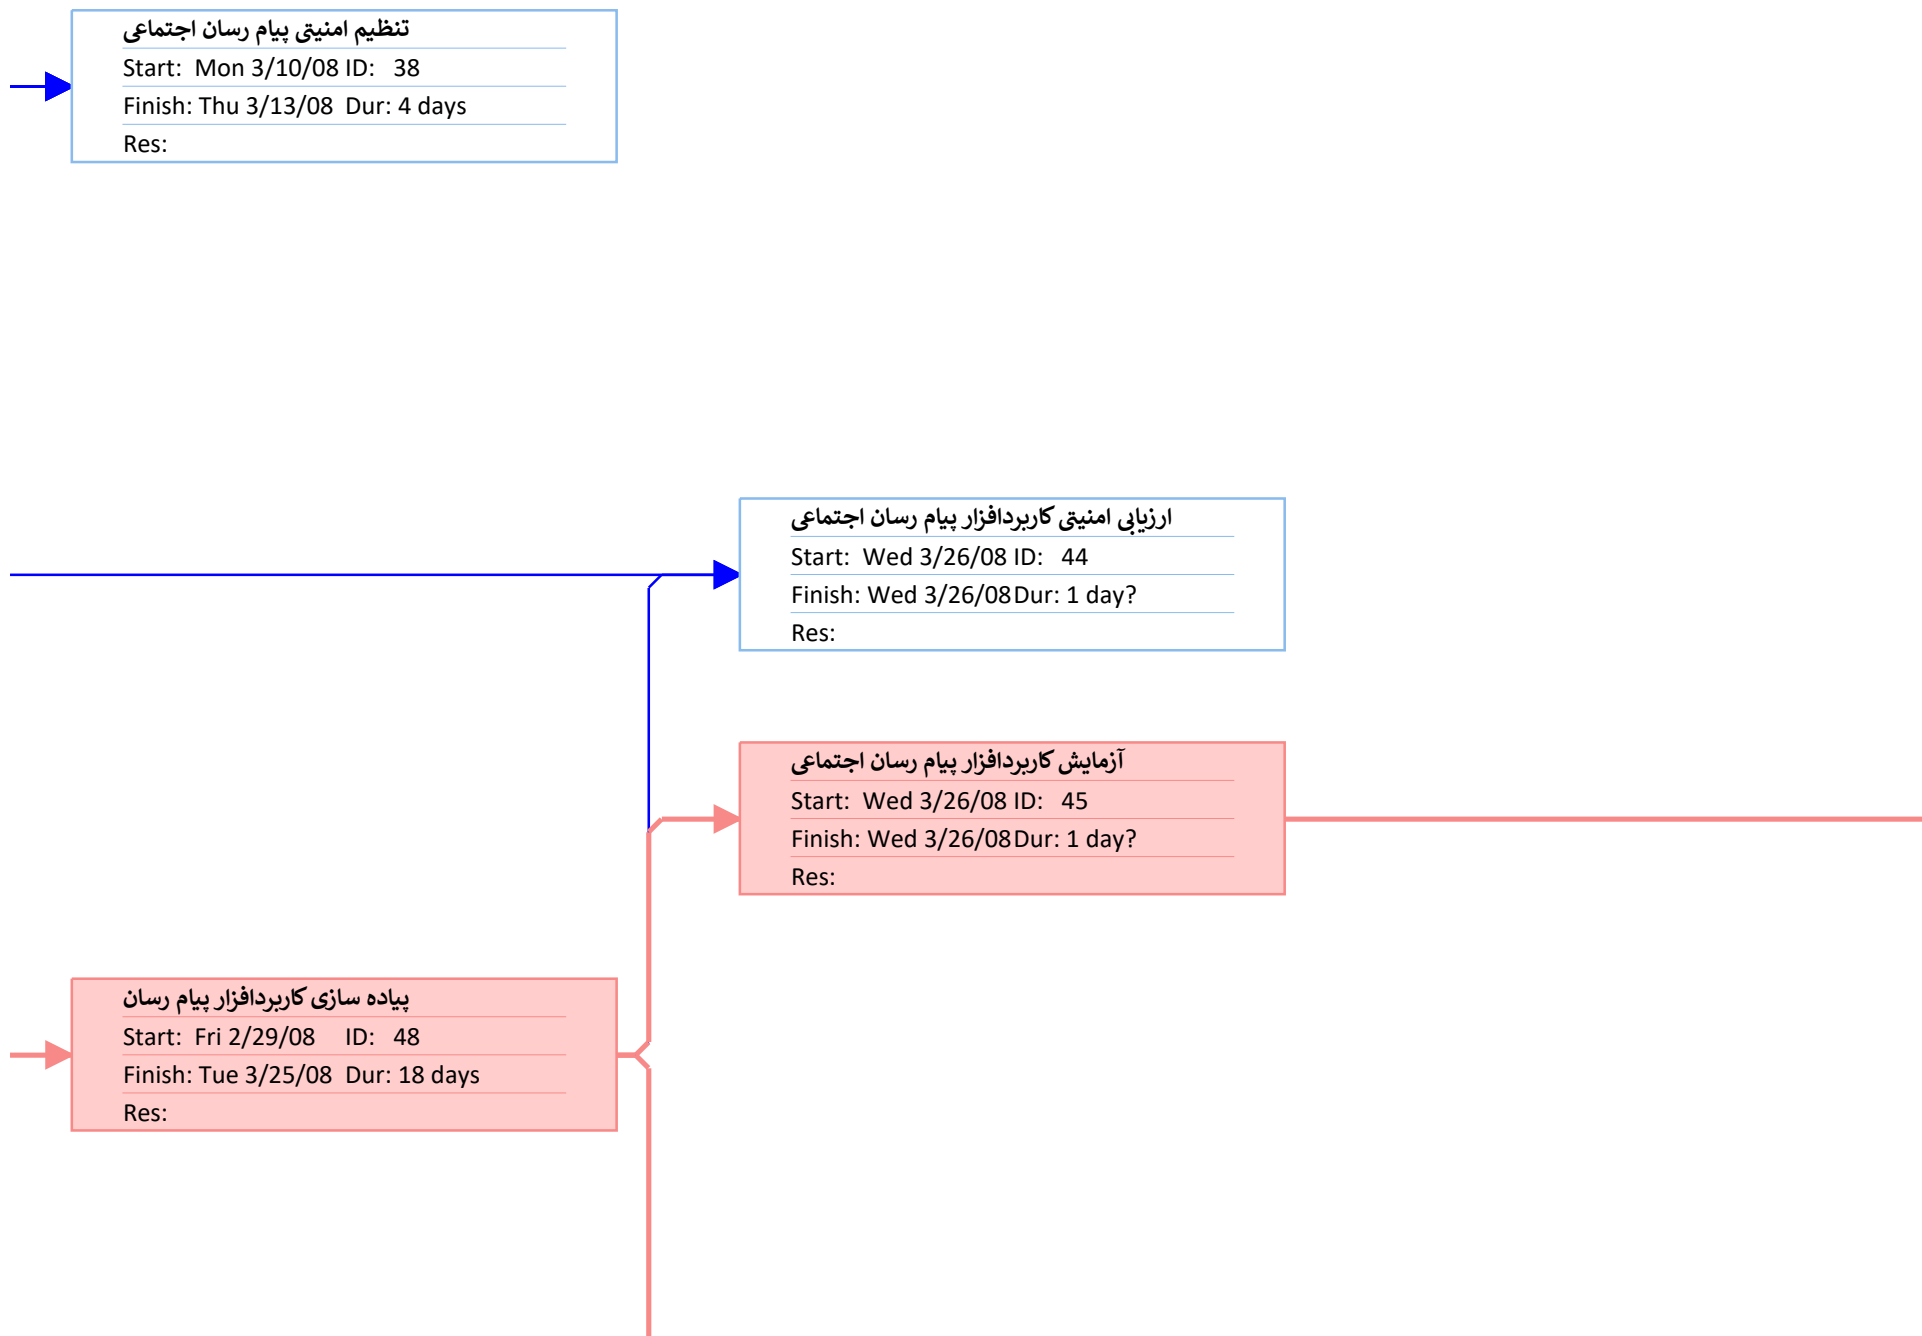 تنظیم امنیتی پیام رسان اجتماعی
Start: Mon 3/10/08 ID: 38
Finish: Thu 3/13/08 Dur: 4 days
Res:
ارزیابی امنیتی کاربردافزار پیام رسان اجتماعی
Start: Wed 3/26/08 ID: 44
Finish: Wed 3/26/08 Dur: 1 day?
Res:
آزمایش کاربردافزار پیام رسان اجتماعی
Start: Wed 3/26/08 ID: 45
Finish: Wed 3/26/08 Dur: 1 day?
Res:
پیاده سازی کاربردافزار پیام رسان
Start: Fri 2/29/08 ID: 48
Finish: Tue 3/25/08 Dur: 18 days
Res: